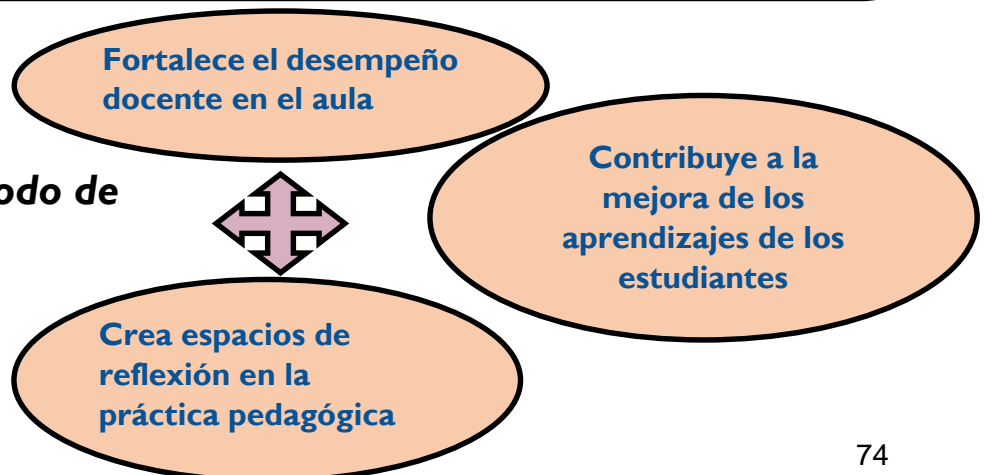 Fortalece el desempeño
docente en el aula
Contribuye a la
mejora de los
aprendizajes de los
estudiantes
odo de
Crea espacios de
reflexión en la
práctica pedagógica
74